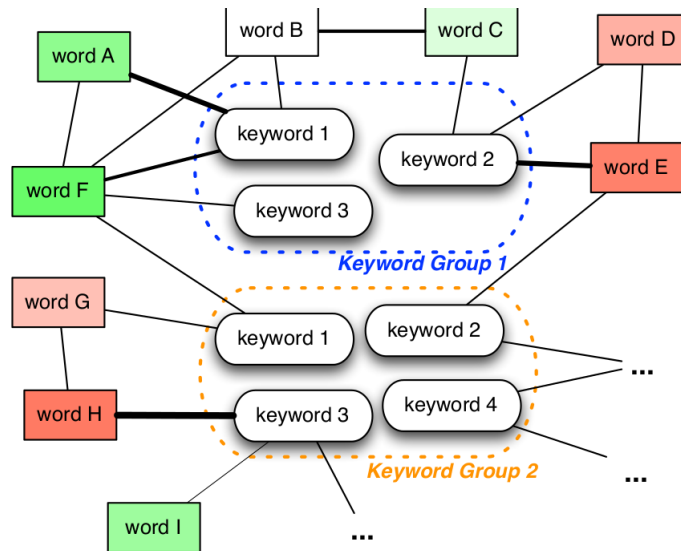 word B
word C
word D
word A
keyword 1
keyword 2
word E
word F
keyword 3
Keyword Group 1
word G
keyword 1
keyword 2
...
word H
keyword 3
keyword 4
Keyword Group 2
...
word I
...